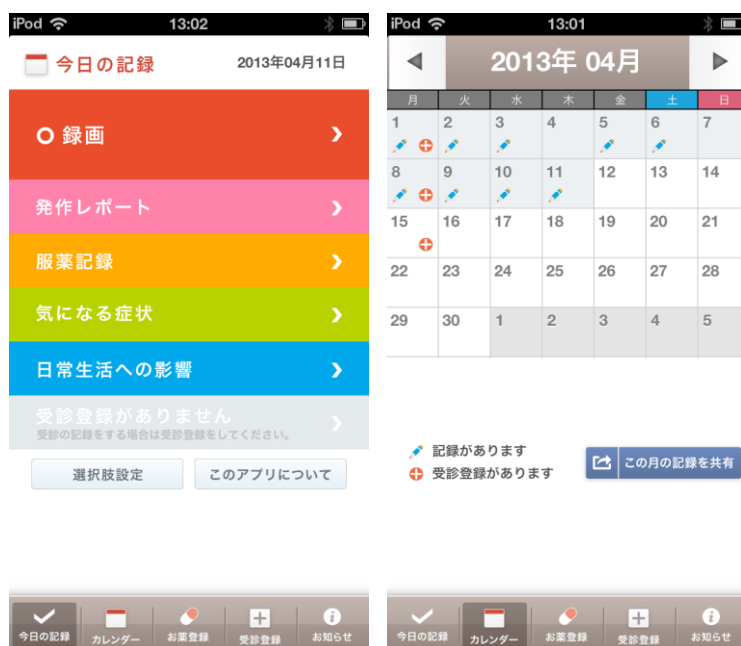 iPod 13:02
今日の記録 2013年04月11日
録画
発作レポート
服薬記録
気になる症状
日常生活への影響
受診登録がありません
受診の記録をする場合は受診登録をしてください。
選択肢設定 このアプリについて
今日の記録 カレンダー お薬登録 受診登録 お知らせ
iPod 13:01
2013年 04月
月 火 水 木 金 土 日
1 2 3 4 5 6 7
8 9 10 11 12 13 14
15 16 17 18 19 20 21
22 23 24 25 26 27 28
29 30 1 2 3 4 5
記録があります
受診登録があります
この月の記録を共有
今日の記録 カレンダー お薬登録 受診登録 お知らせ